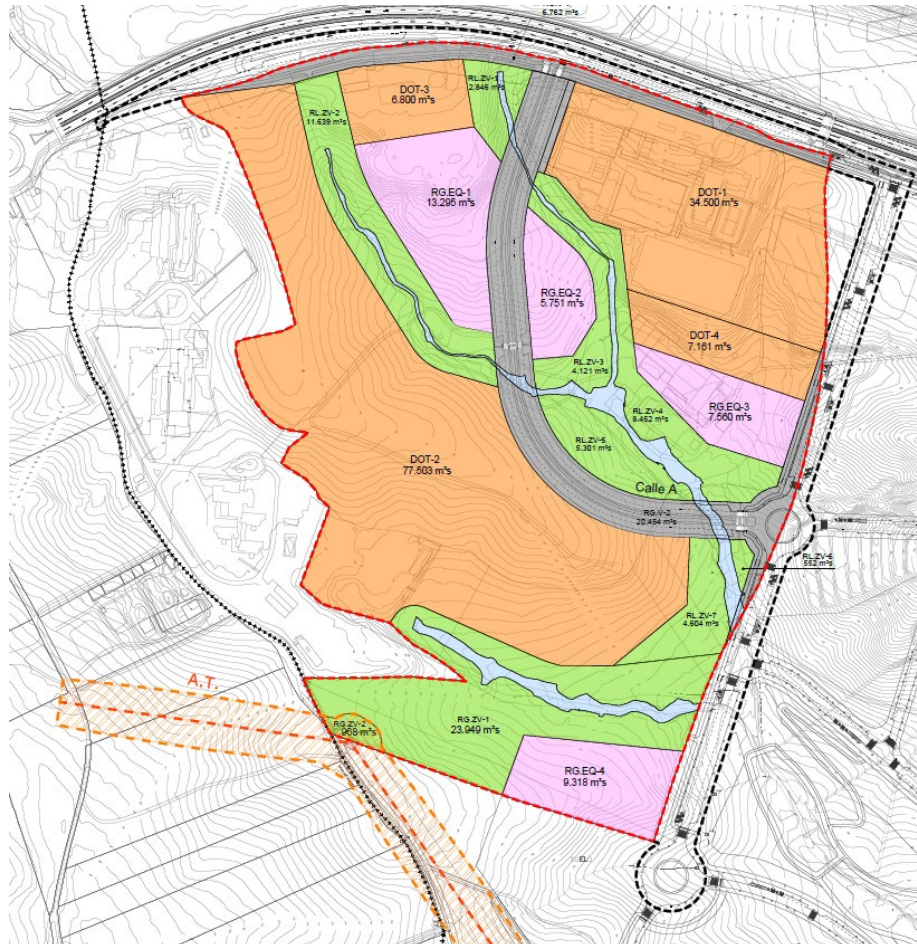 6.762 m²s
RL.ZV-1
2.846 m²s
DOT-3
6.800 m²s
RL.ZV-2
11.639 m²s
RG.EQ-1
13.295 m²s
DOT-1
34.500 m²s
RG.EQ-2
5.751 m²s
DOT-4
7.161 m²s
RL.ZV-3
4.121 m²s
RG.EQ-3
7.560 m²s
RL.ZV-4
8.452 m²s
RL.ZV-5
5.301 m²s
DOT-2
77.503 m²s
Calle A
RG.V-2
20.454 m²s
RL.ZV-6
552 m²s
RL.ZV-7
4.604 m²s
A.T.
RG.ZV-2
968 m²s
RG.ZV-1
23.949 m²s
RG.EQ-4
9.318 m²s